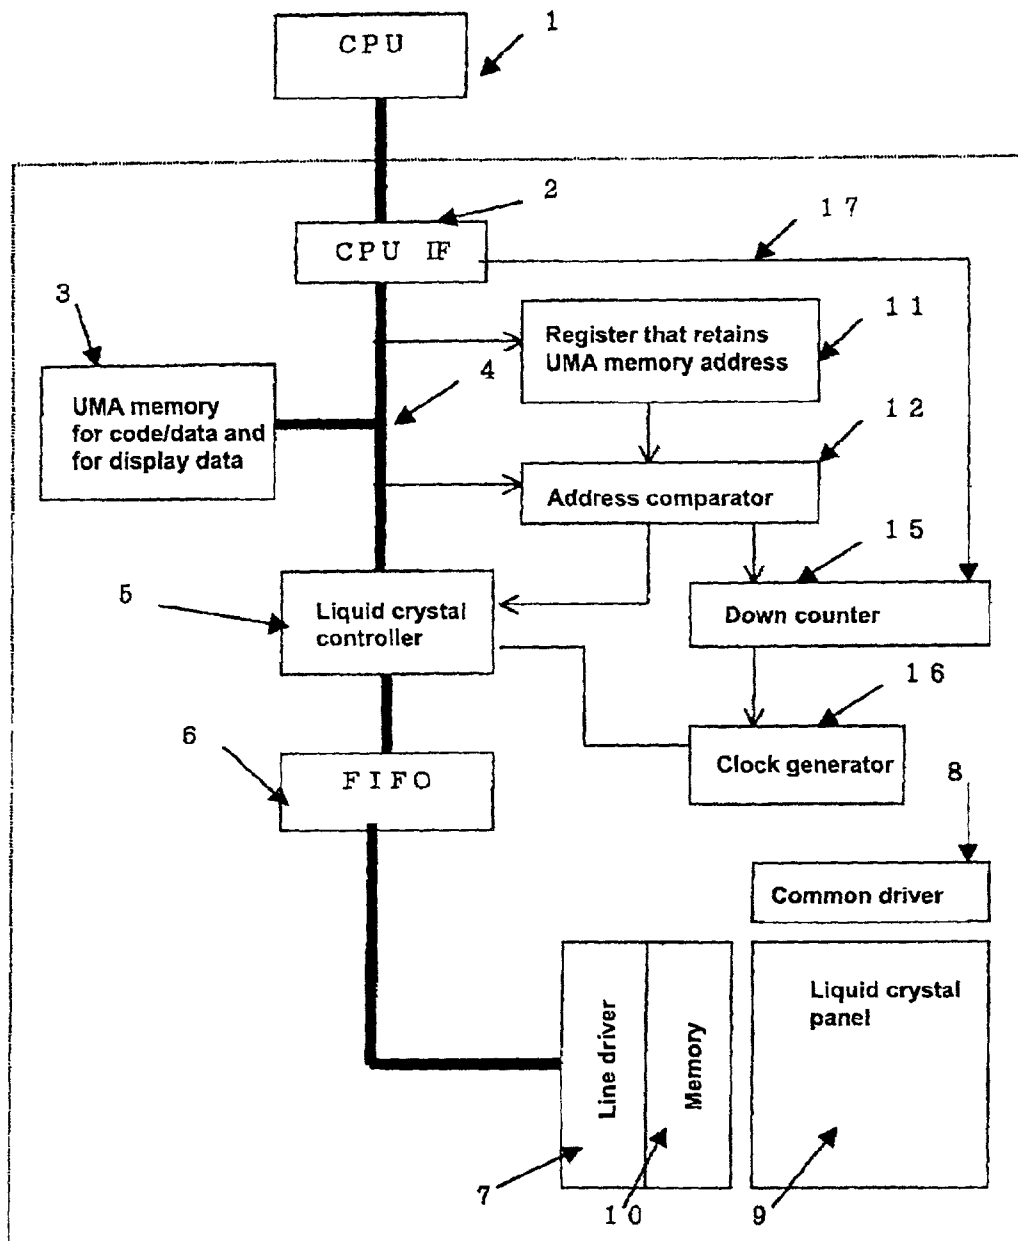 CPU
1
2
CPU IF
17
3
Register that retains
UMA memory address
11
4
UMA memory
for code/data and
for display data
12
Address comparator
15
5
Liquid crystal
controller
Down counter
16
6
FIFO
Clock generator
8
Common driver
Line driver
Memory
Liquid crystal
panel
7
10
9